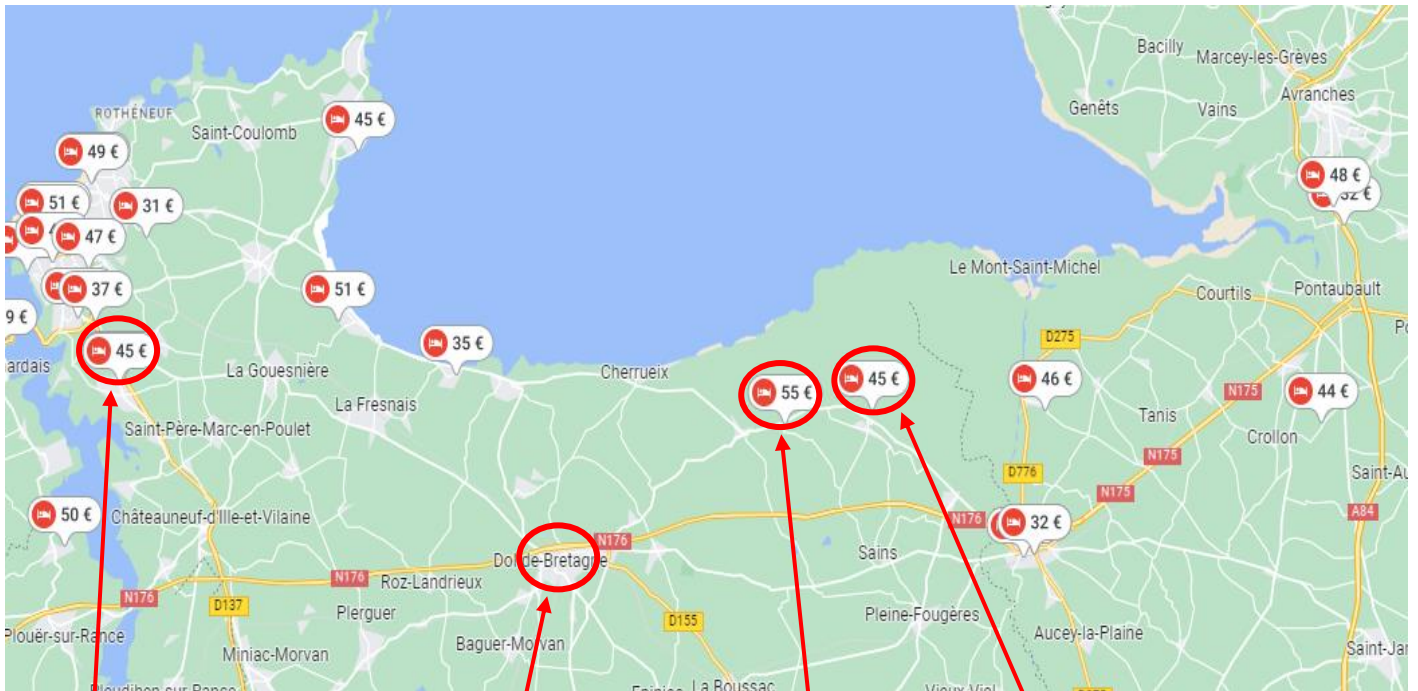 Bacilly
Marcey-les-Grèves
Avranches
Genêts
Vains
ROTHÉNEUF
Saint-Coulomb
45 €
49 €
48 €
51 €
31 €
47 €
Le Mont-Saint-Michel
Courtils
Pontaubault
37 €
51 €
9 €
D275
45 €
35 €
La Gouesnière
Cherrueix
55 €
45 €
46 €
44 €
N175
La Fresnais
Tanis
Crollon
Saint-Père-Marc-en-Poulet
N175
D776
N175
50 €
Châteauneuf-d'Ille-et-Vilaine
N176
32 €
A84
N176
Dol-de-Bretagne
Sains
N176
Roz-Landrieux
N176
D137
Plerguer
D155
Pleine-Fougères
Plouër-sur-Rance
Miniac-Morvan
Baguer-Morvan
Aucey-la-Plaine
La Boussac